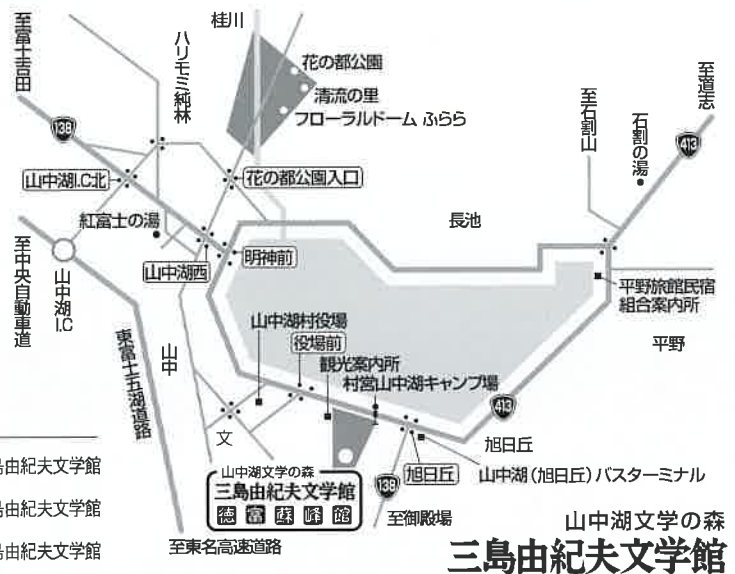 至富士吉田
ハリモミ純林
桂川
花の都公園
清流の里
フローラルドーム ふらら
138
山中湖I.C北
花の都公園入口
紅富士の湯
山中湖西
明神前
長池
至石割山
石割の湯
至道志
413
平野旅館民宿
組合案内所
平野
至中央自動車道
山中湖I.C
東富士五湖道路
山中
山中湖村役場
役場前
観光案内所
村営山中湖キャンプ場
413
文
旭日丘
旭日丘
山中湖(旭日丘)バスターミナル
138
至御殿場
山中湖文学の森
三島由紀夫文学館
徳富蘇峰館
至東名高速道路
島由紀夫文学館
島由紀夫文学館
島由紀夫文学館
山中湖文学の森
三島由紀夫文学館